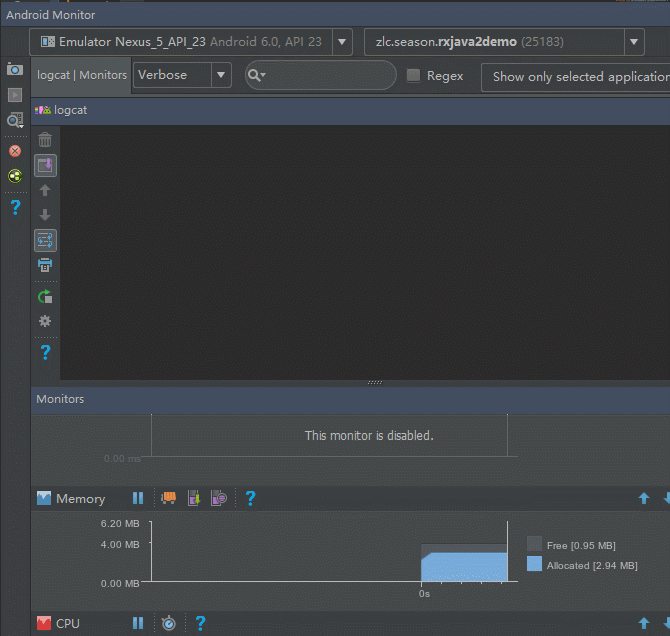 Android Monitor
Emulator Nexus_5_API_23 Android 6.0, API 23
zlc.season.rxjava2demo (25183)
logcat | Monitors
Verbose
Regex
Show only selected application
logcat
Monitors
This monitor is disabled.
0.00 ms
Memory
6.20 MB
4.00 MB
0.00 MB
0s
Free [0.95 MB]
Allocated [2.94 MB]
CPU